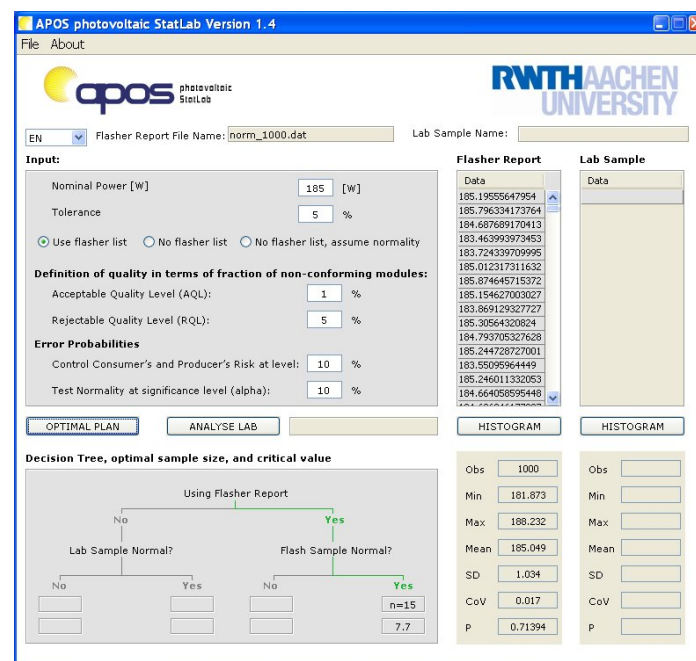 APOS photovoltaic StatLab Version 1.4
File About
apos photovoltaic StatLab
RWTHAACHEN
UNIVERSITY
EN Flasher Report File Name: norm_1000.dat Lab Sample Name:
Input: Flasher Report Lab Sample
Nominal Power [W] 185 [W]
Tolerance 5 %
Use flasher list No flasher list No flasher list, assume normality
Definition of quality in terms of fraction of non-conforming modules:
Acceptable Quality Level (AQL): 1 %
Rejectable Quality Level (RQL): 5 %
Error Probabilities
Control Consumer's and Producer's Risk at level: 10 %
Test Normality at significance level (alpha): 10 %
Data
185.19555647954
185.796334173764
184.687689170413
183.463993973453
183.724339709995
185.012317311632
185.874645715372
185.154627003027
183.869129327727
185.30564320824
184.793705327628
185.244728727001
183.55095964449
185.246011332053
184.664058595448
Data
OPTIMAL PLAN ANALYSE LAB HISTOGRAM HISTOGRAM
Decision Tree, optimal sample size, and critical value
Using Flasher Report
No Yes
Lab Sample Normal? Flash Sample Normal?
No Yes No Yes
n=15
7.7
Obs 1000
Min 181.873
Max 188.232
Mean 185.049
SD 1.034
CoV 0.017
P 0.71394
Obs
Min
Max
Mean
SD
CoV
P